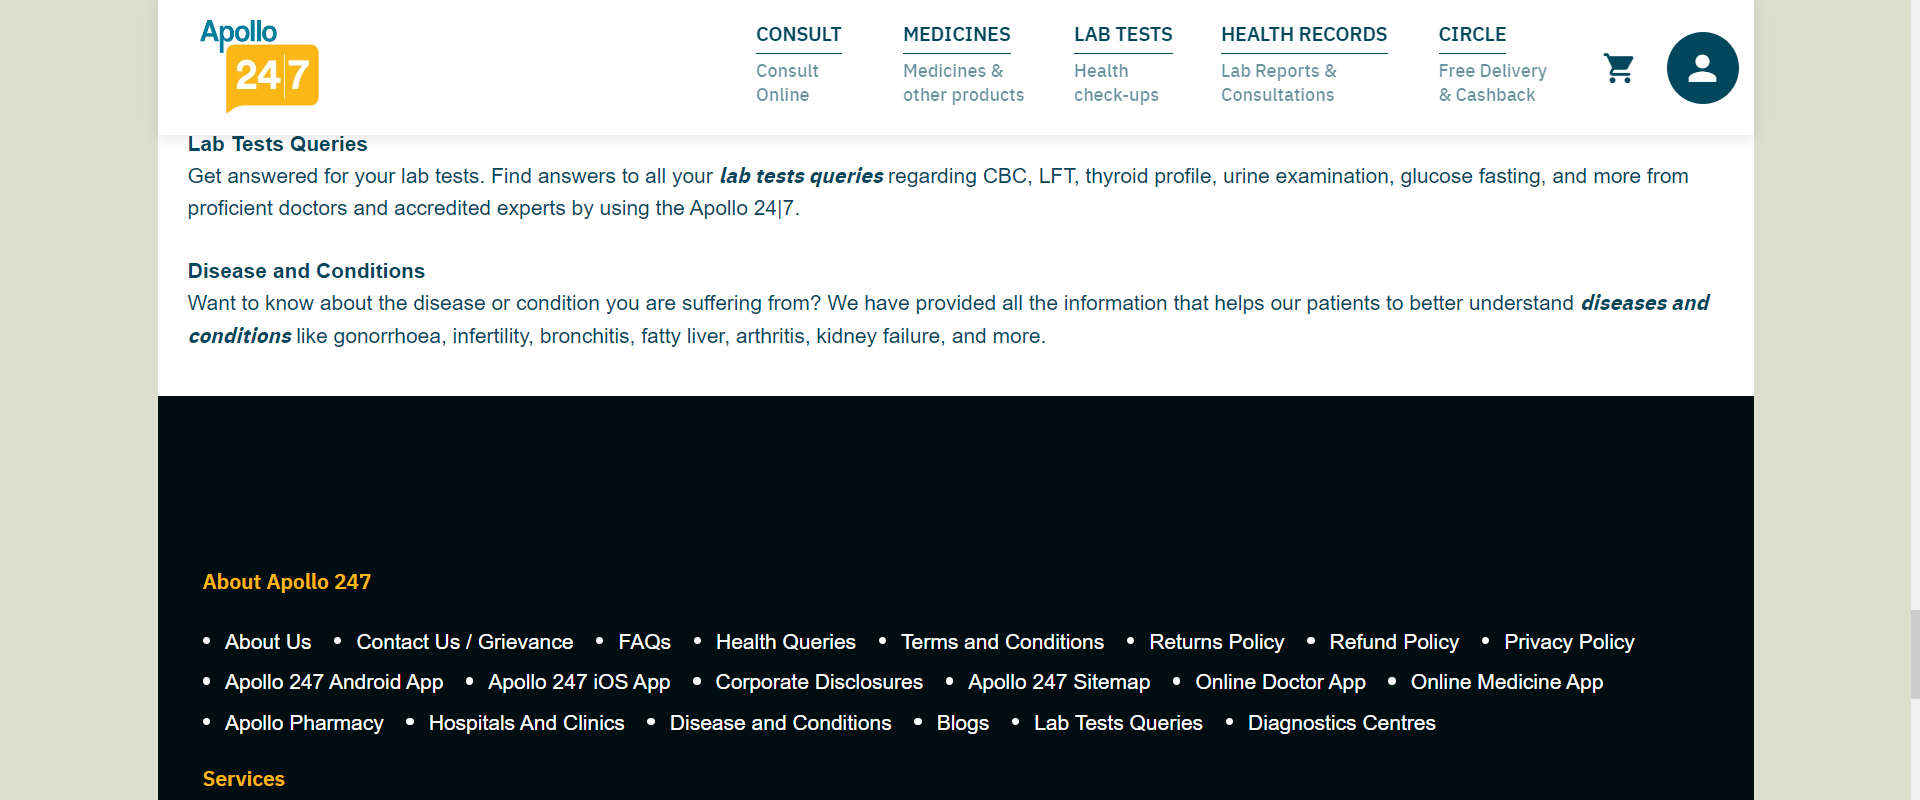 Apollo
24|7
CONSULT
Consult
Online
MEDICINES
Medicines &
other products
LAB TESTS
Health
check-ups
HEALTH RECORDS
Lab Reports &
Consultations
CIRCLE
Free Delivery
& Cashback
Lab Tests Queries
Get answered for your lab tests. Find answers to all your lab tests queries regarding CBC, LFT, thyroid profile, urine examination, glucose fasting, and more from
proficient doctors and accredited experts by using the Apollo 24|7.
Disease and Conditions
Want to know about the disease or condition you are suffering from? We have provided all the information that helps our patients to better understand diseases and
conditions like gonorrhoea, infertility, bronchitis, fatty liver, arthritis, kidney failure, and more.
About Apollo 247
• About Us • Contact Us / Grievance • FAQs • Health Queries • Terms and Conditions • Returns Policy • Refund Policy • Privacy Policy
• Apollo 247 Android App • Apollo 247 iOS App • Corporate Disclosures • Apollo 247 Sitemap • Online Doctor App • Online Medicine App
• Apollo Pharmacy • Hospitals And Clinics • Disease and Conditions • Blogs • Lab Tests Queries • Diagnostics Centres
Services